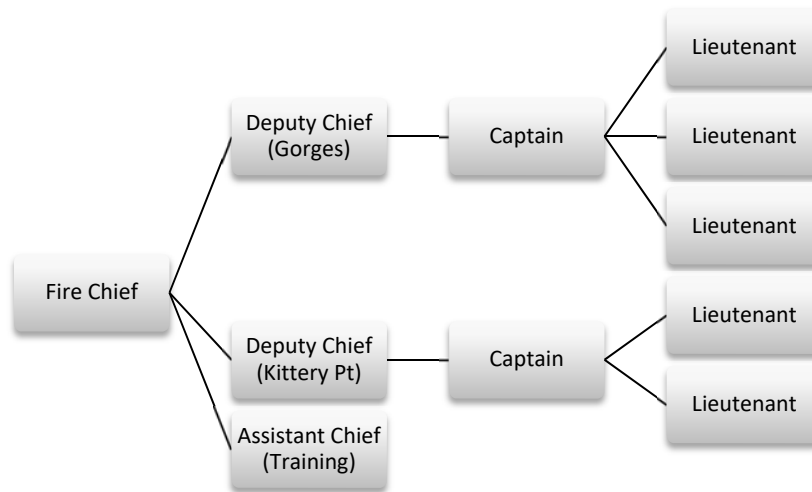 Lieutenant
Deputy Chief
(Gorges)
Captain
Lieutenant
Lieutenant
Fire Chief
Lieutenant
Deputy Chief
(Kittery Pt)
Captain
Lieutenant
Assistant Chief
(Training)